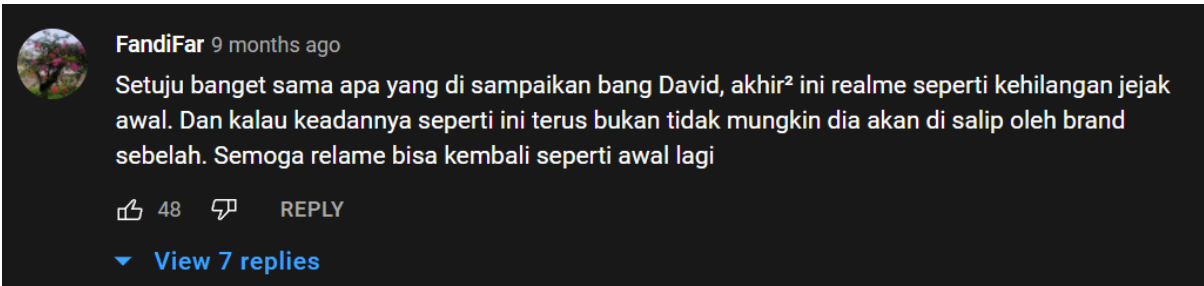 FandiFar 9 months ago
Setuju banget sama apa yang di sampaikan bang David, akhir² ini realme seperti kehilangan jejak
awal. Dan kalau keadannya seperti ini terus bukan tidak mungkin dia akan di salip oleh brand
sebelah. Semoga relame bisa kembali seperti awal lagi
48 REPLY
View 7 replies